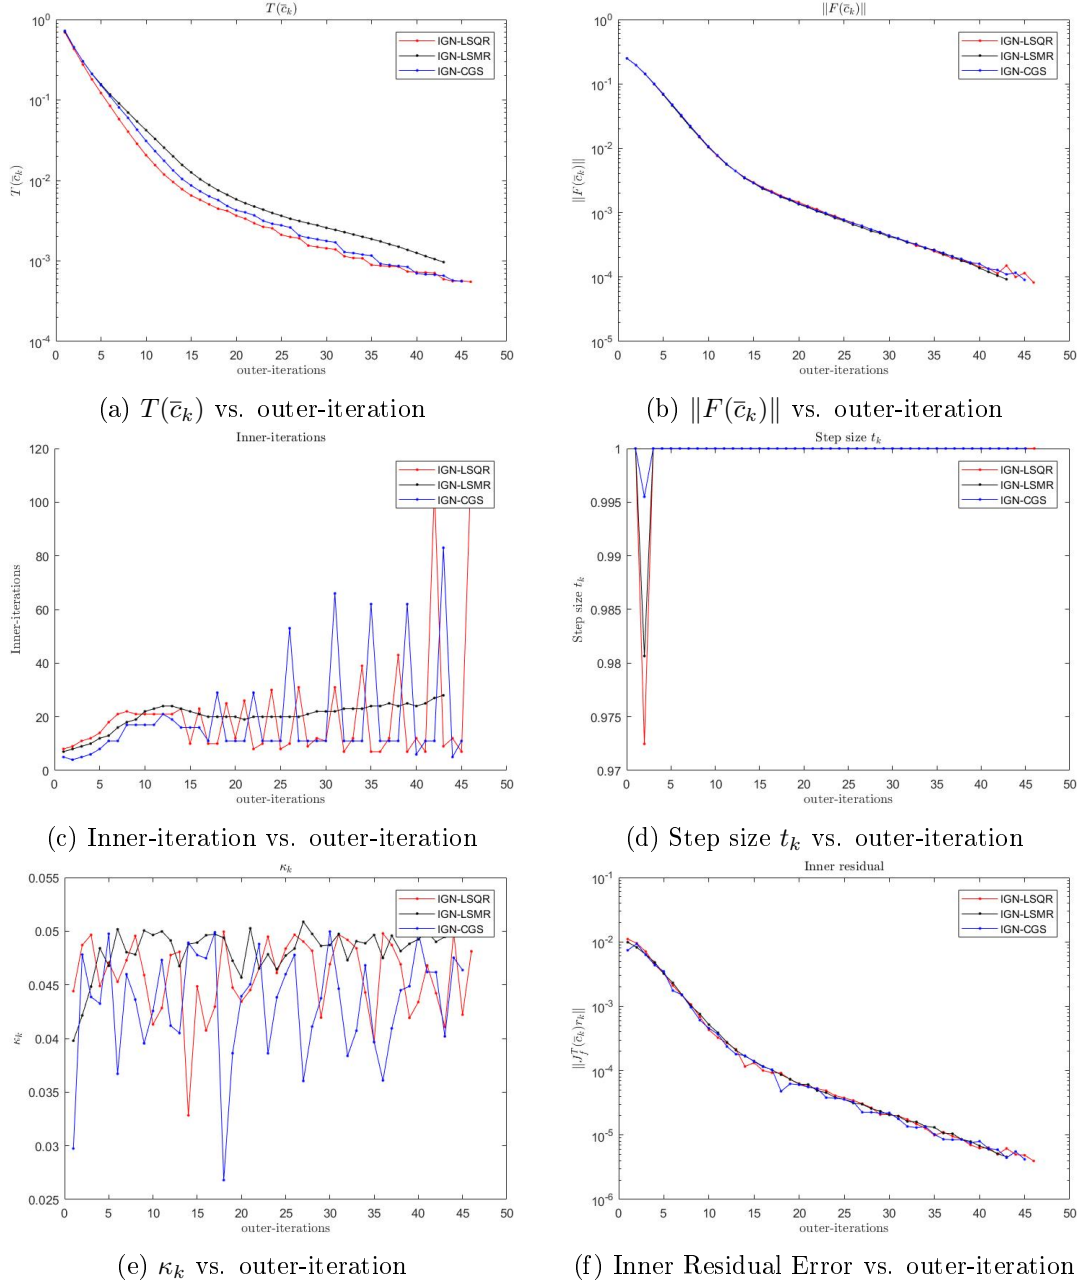 T(c̄ₖ)
10⁰
10⁻¹
10⁻²
10⁻³
10⁻⁴
T(c̄ₖ)
IGN-LSQR
IGN-LSMR
IGN-CGS
0 5 10 15 20 25 30 35 40 45 50
outer-iterations
(a) T(c̄ₖ) vs. outer-iteration
‖F(c̄ₖ)‖
10⁰
10⁻¹
10⁻²
10⁻³
10⁻⁴
10⁻⁵
‖F(c̄ₖ)‖
IGN-LSQR
IGN-LSMR
IGN-CGS
0 5 10 15 20 25 30 35 40 45 50
outer-iterations
(b) ‖F(c̄ₖ)‖ vs. outer-iteration
Inner-iterations
120
100
80
60
40
20
0
Inner-iterations
IGN-LSQR
IGN-LSMR
IGN-CGS
0 5 10 15 20 25 30 35 40 45 50
outer-iterations
(c) Inner-iteration vs. outer-iteration
Step size tₖ
1
0.995
0.99
0.985
0.98
0.975
0.97
Step size tₖ
IGN-LSQR
IGN-LSMR
IGN-CGS
0 5 10 15 20 25 30 35 40 45 50
outer-iterations
(d) Step size tₖ vs. outer-iteration
κₖ
0.055
0.05
0.045
0.04
0.035
0.03
0.025
κₖ
IGN-LSQR
IGN-LSMR
IGN-CGS
0 5 10 15 20 25 30 35 40 45 50
outer-iterations
(e) κₖ vs. outer-iteration
Inner residual
10⁻¹
10⁻²
10⁻³
10⁻⁴
10⁻⁵
10⁻⁶
‖J_f^T(c̄ₖ)rₖ‖
IGN-LSQR
IGN-LSMR
IGN-CGS
0 5 10 15 20 25 30 35 40 45 50
outer-iterations
(f) Inner Residual Error vs. outer-iteration